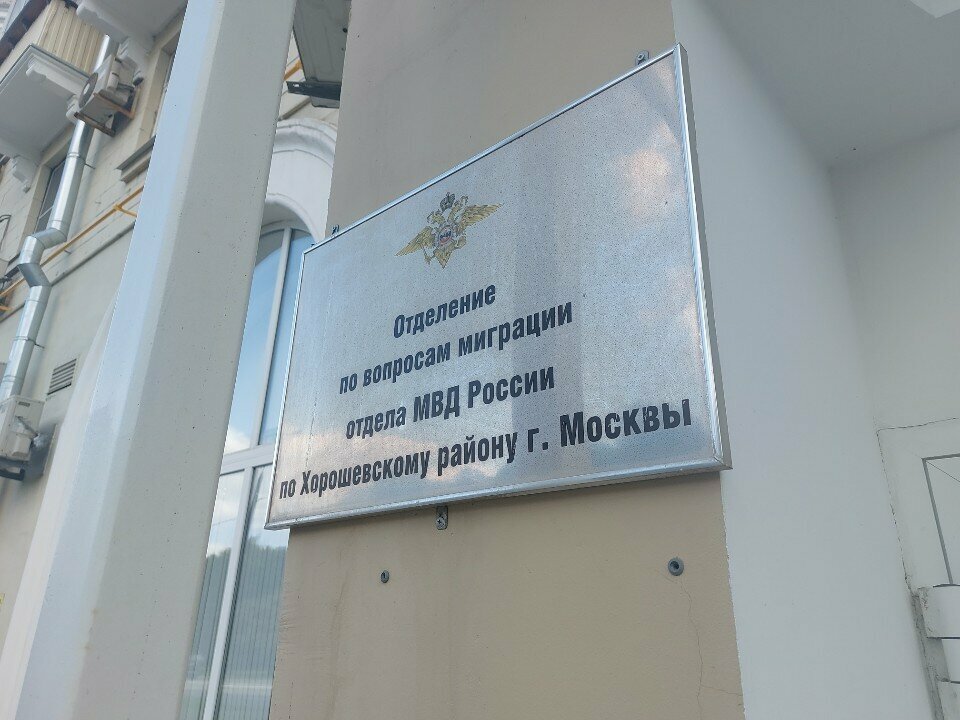 Отделение
по вопросам миграции
отдела МВД России
по Хорошевскому району г. Москвы